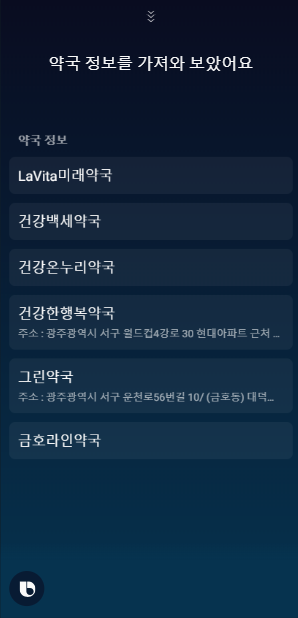 약국 정보를 가져와 보았어요
약국 정보
LaVita미래약국
건강백세약국
건강온누리약국
건강한행복약국
주소 : 광주광역시 서구 월드컵4강로 30 현대아파트 근처 ...
그린약국
주소 : 광주광역시 서구 운천로56번길 10/ (금호동) 대덕...
금호라인약국